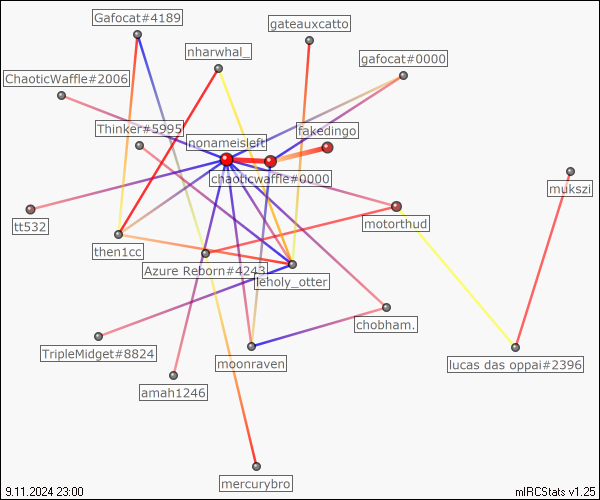 Gafocat#4189
gateauxcatto
nharwhal_
gafocat#0000
ChaoticWaffle#2006
Thinker#5995
fakedingo
nonameisleft
chaoticwaffle#0000
mukszi
tt532
motorthud
then1cc
Azure Reborn#4243
leholy_otter
chobham.
TripleMidget#8824
moonraven
lucas das oppai#2396
amah1246
mercurybro
9.11.2024 23:00
mIRCStats v1.25